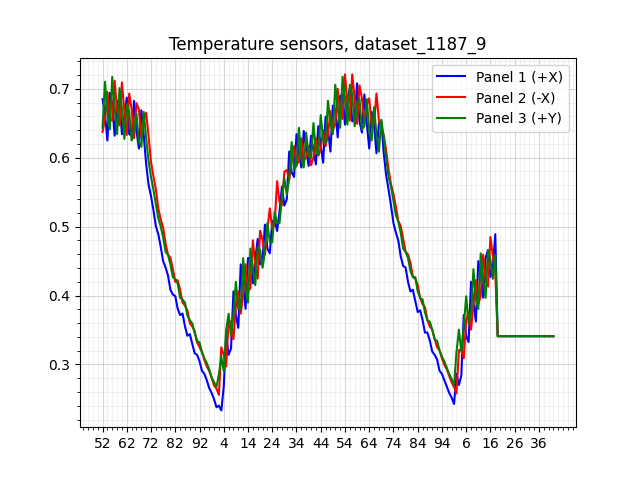 Temperature sensors, dataset_1187_9
Panel 1 (+X)
Panel 2 (-X)
Panel 3 (+Y)
0.7
0.6
0.5
0.4
0.3
52 62 72 82 92 4 14 24 34 44 54 64 74 84 94 6 16 26 36